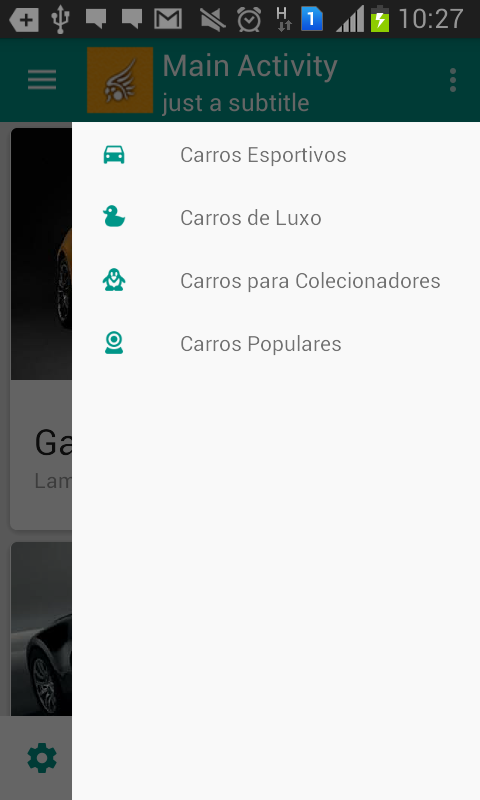 H
1
10:27
Main Activity
just a subtitle
Carros Esportivos
Carros de Luxo
Carros para Colecionadores
Carros Populares
Ga
Lam